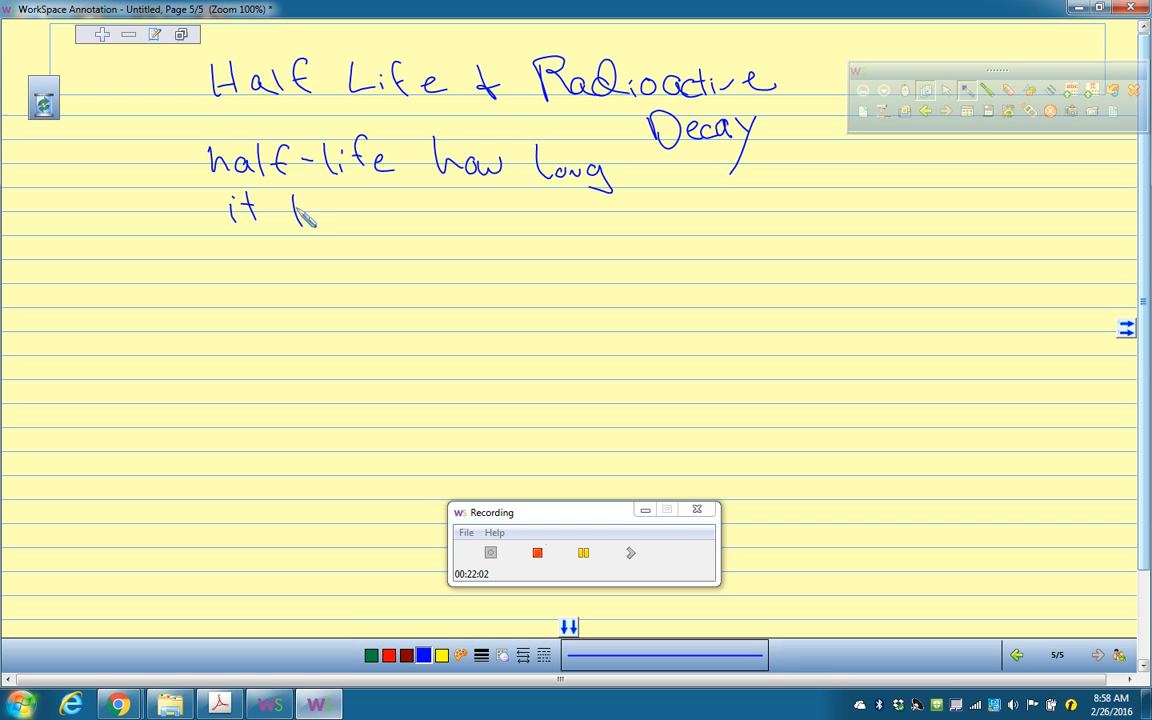 WorkSpace Annotation - Untitled, Page 5/5 (Zoom 100%) *
Half Life & Radioactive
Decay
half-life how long
it
WS Recording
File Help
00:22:02
5/5
8:58 AM
2/26/2016